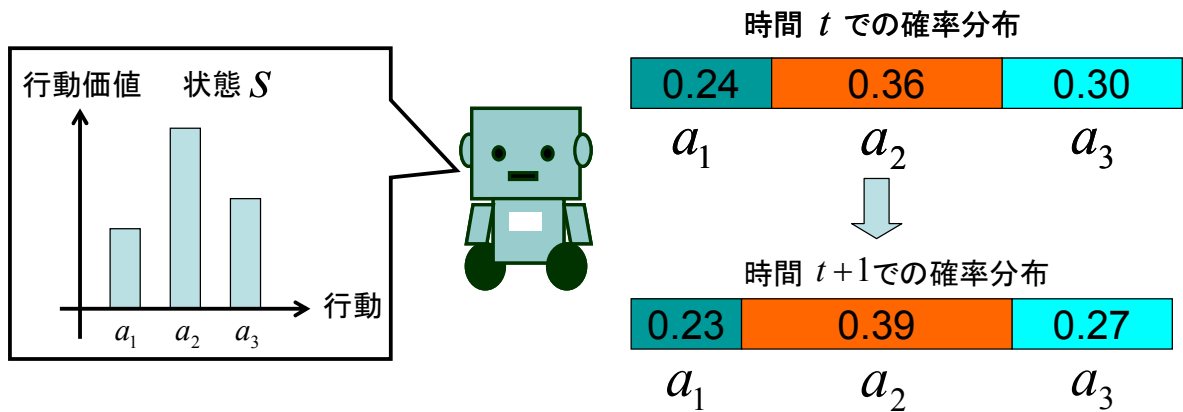 行動価値 状態 S
a₁ a₂ a₃
行動
時間 t での確率分布
0.24 0.36 0.30
a₁ a₂ a₃
時間 t+1での確率分布
0.23 0.39 0.27
a₁ a₂ a₃